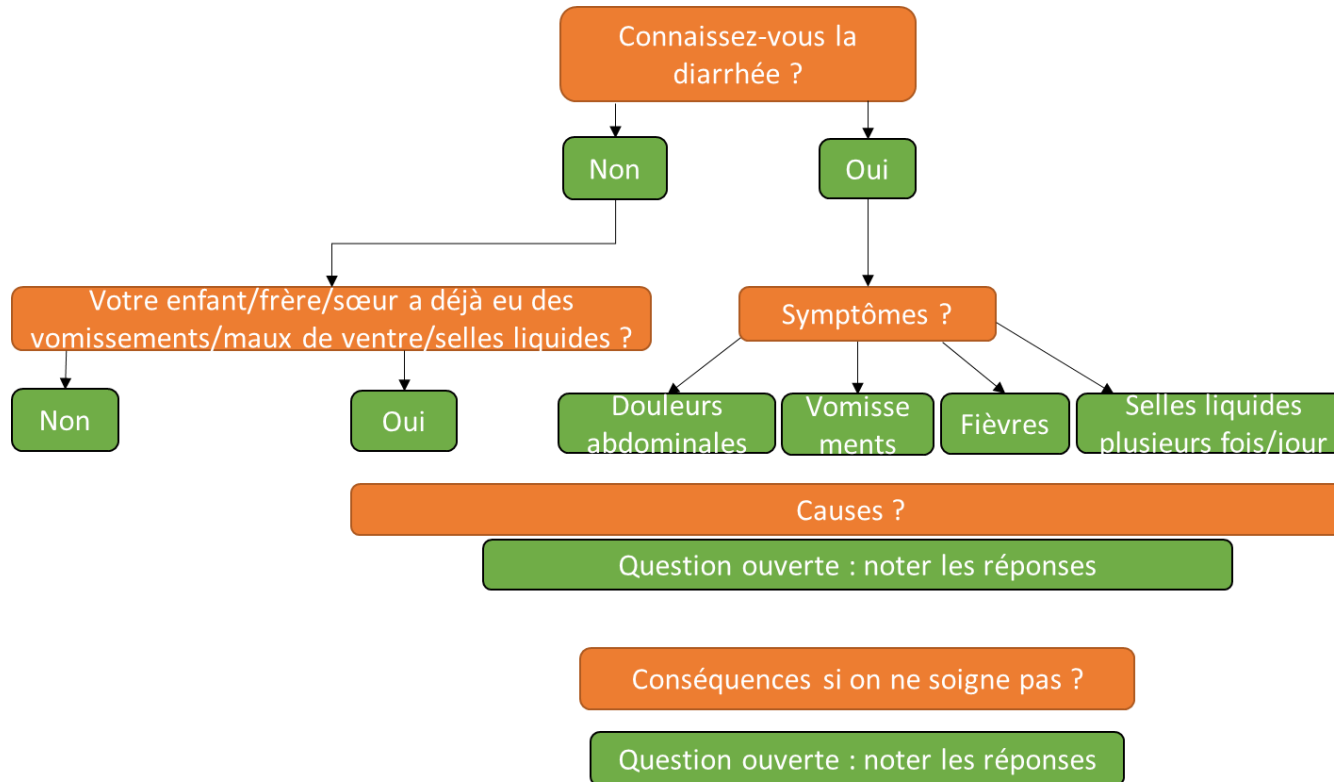 Connaissez-vous la
diarrhée ?
Non
Oui
Votre enfant/frère/sœur a déjà eu des
vomissements/maux de ventre/selles liquides ?
Symptômes ?
Non
Oui
Douleurs
abdominales
Vomisse
ments
Fièvres
Selles liquides
plusieurs fois/jour
Causes ?
Question ouverte : noter les réponses
Conséquences si on ne soigne pas ?
Question ouverte : noter les réponses